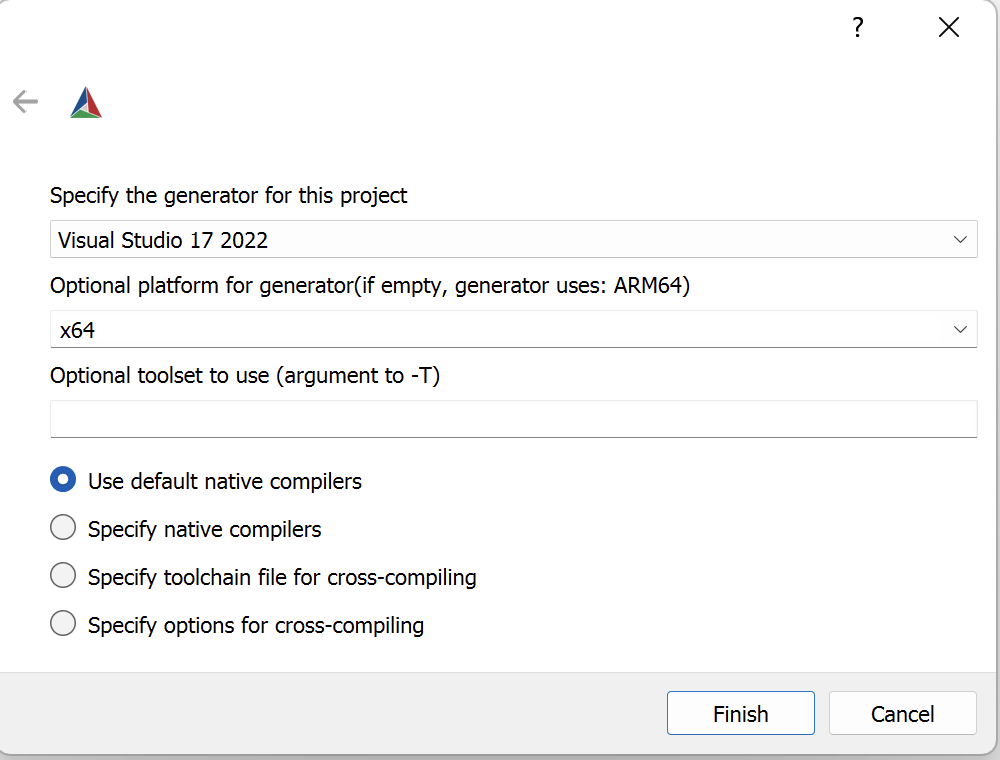 ?
Specify the generator for this project
Visual Studio 17 2022
Optional platform for generator(if empty, generator uses: ARM64)
x64
Optional toolset to use (argument to -T)
Use default native compilers
Specify native compilers
Specify toolchain file for cross-compiling
Specify options for cross-compiling
Finish
Cancel